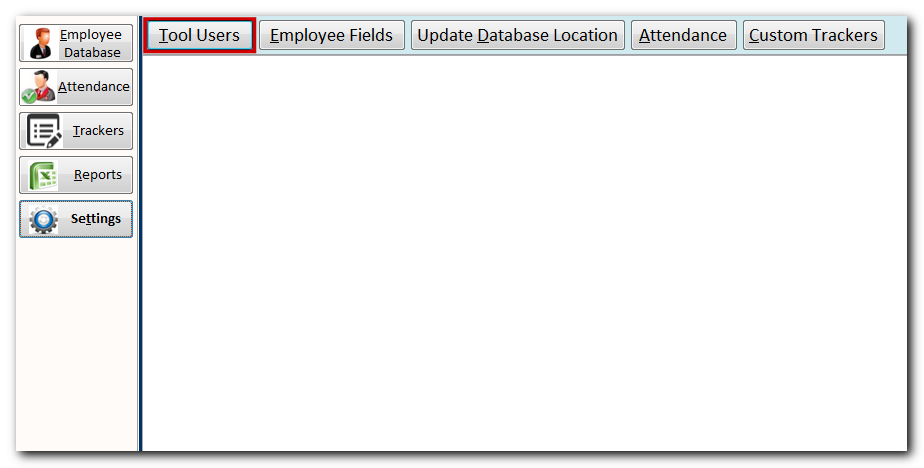 Employee
Database
Attendance
Trackers
Reports
Settings
Tool Users
Employee Fields
Update Database Location
Attendance
Custom Trackers